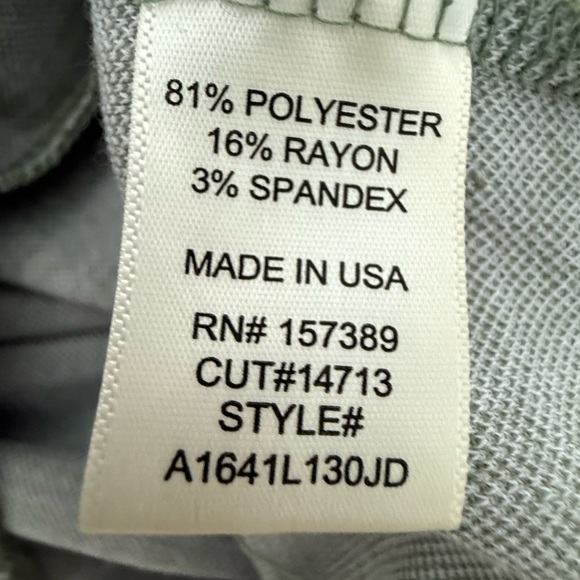 81% POLYESTER
16% RAYON
3% SPANDEX
MADE IN USA
RN# 157389
CUT#14713
STYLE#
A1641L130JD